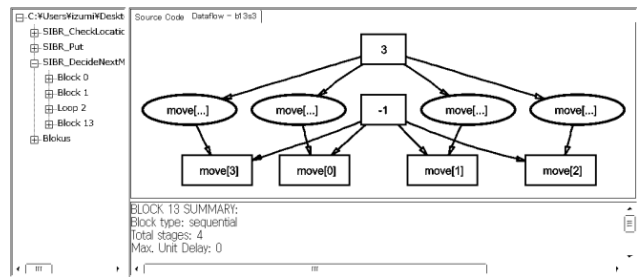 C:¥Users¥izumi¥Deskt
SIBR_CheckLocatic
SIBR_Put
SIBR_DecideNextM
Block 0
Block 1
Loop 2
Block 13
Blokus
Source Code Dataflow - b13s3
3
move[...] move[...] -1 move[...] move[...]
move[3] move[0] move[1] move[2]
BLOCK 13 SUMMARY:
Block type: sequential
Total stages: 4
Max. Unit Delay: 0